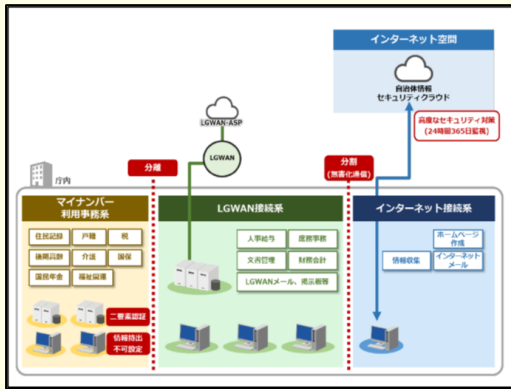 インターネット空間
自治体情報
セキュリティクラウド
高度なセキュリティ対策
(24時間365日監視)
LGWAN-ASP
LGWAN
分離
分割
(無害化通信)
庁内
マイナンバー
利用事務系
住民記録
戸籍
税
後期高齢
介護
国保
国民年金
福祉関連
二要素認証
情報持出
不可設定
LGWAN接続系
人事給与
庶務事務
文書管理
財務会計
LGWANメール、掲示板等
インターネット接続系
ホームページ
作成
情報収集
インターネット
メール